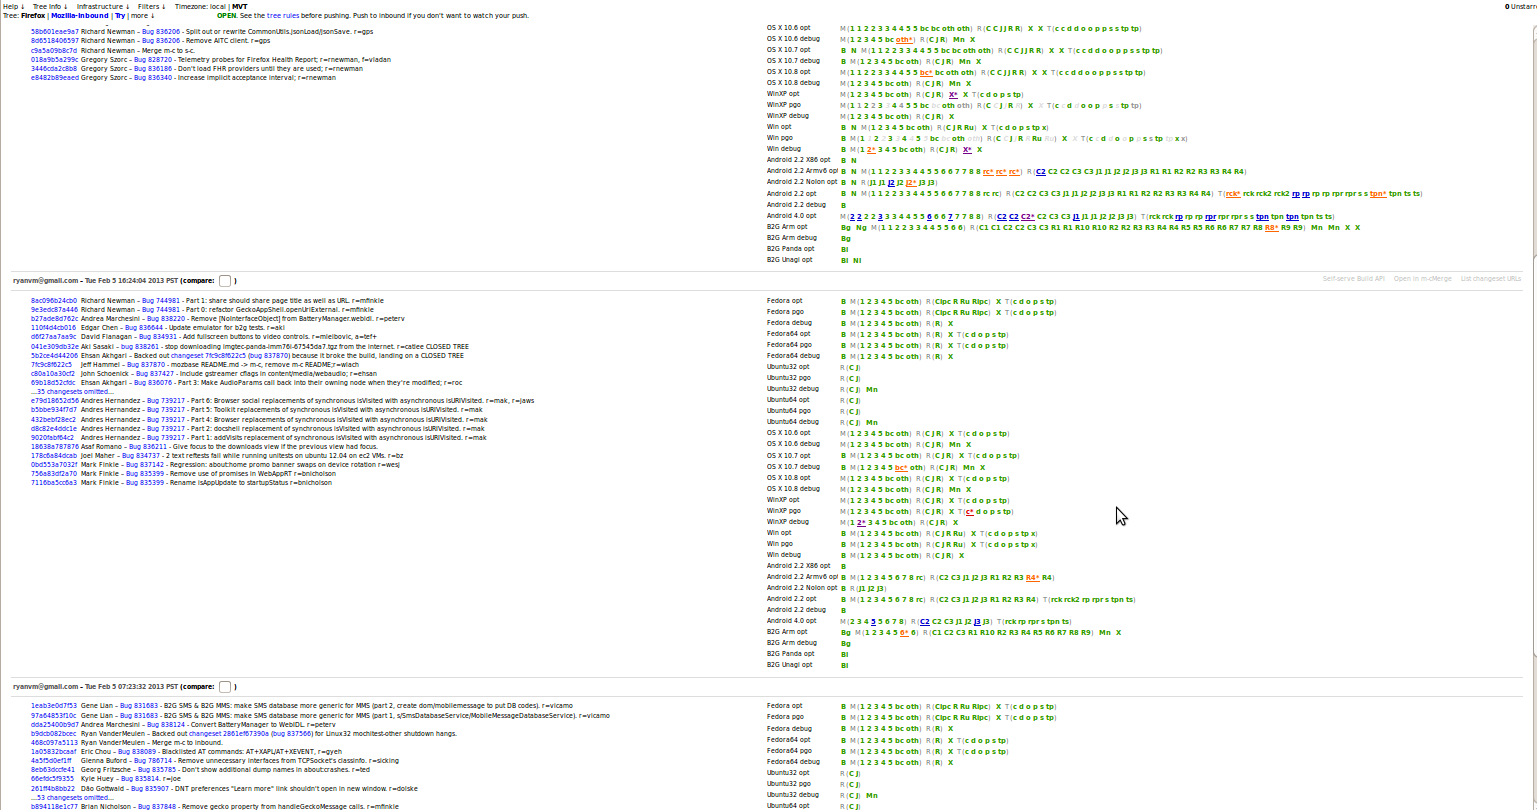 Help ↓ Tree Info ↓ Infrastructure ↓ Filters ↓ Timezone: local | MVT
0 Unstarr
Tree: Firefox | Mozilla-Inbound | Try | more ↓ OPEN. See the tree rules before pushing. Push to inbound if you don't want to watch your push.
58b601eae9a7 Richard Newman – Bug 836206 - Split out or rewrite CommonUtils.jsonLoad/jsonSave. r=gps
8d6518406597 Richard Newman – Bug 836206 - Remove AITC client. r=gps
c9a5a09b8c7d Richard Newman – Merge m-c to s-c.
018a9b5a299c Gregory Szorc – Bug 828720 - Telemetry probes for Firefox Health Report; r=rnewman, f=vladan
3446cda2c8b8 Gregory Szorc – Bug 836186 - Don't load FHR providers until they are used; r=rnewman
e8482b89eaed Gregory Szorc – Bug 836340 - Increase implicit acceptance interval; r=rnewman
OS X 10.6 opt M(1 1 2 2 3 3 4 4 5 5 bc bc oth oth) R(C C J J R R) X X T(c c d d o o p p s s tp tp)
OS X 10.6 debug M(1 2 3 4 5 bc oth*) R(C J R) Mn X
OS X 10.7 opt B N M(1 1 2 2 3 3 4 4 5 5 bc bc oth oth) R(C C J J R R) X X T(c c d d o o p p s s tp tp)
OS X 10.7 debug B M(1 2 3 4 5 bc oth) R(C J R) Mn X
OS X 10.8 opt M(1 1 2 2 3 3 4 4 5 5 bc* bc oth oth) R(C C J J R R) X X T(c c d d o o p p s s tp tp)
OS X 10.8 debug M(1 2 3 4 5 bc oth) R(C J R) Mn X
WinXP opt M(1 2 3 4 5 bc oth) R(C J R) X* X T(c d o p s tp)
WinXP pgo
WinXP debug M(1 2 3 4 5 bc oth) R(C J R) X
Win opt B N M(1 2 3 4 5 bc oth) R(C J R Ru) X T(c d o p s tp x)
Win pgo
Win debug M(1 2* 3 4 5 bc oth) R(C J R) X* X
Android 2.2 X86 opt B N
Android 2.2 Armv6 opt B N M(1 1 2 2 3 3 4 4 5 5 6 6 7 7 8 8 rc* rc* rc*) R(C2 C2 C2 C3 C3 J1 J1 J2 J2 J3 J3 R1 R1 R2 R2 R3 R3 R4 R4)
Android 2.2 NoIon opt B N R(J1 J1 J2 J2 J2* J3 J3)
Android 2.2 opt B N M(1 1 2 2 3 3 4 4 5 5 6 6 7 7 8 8 rc rc) R(C2 C2 C3 C3 J1 J1 J2 J2 J3 J3 R1 R1 R2 R2 R3 R3 R4 R4) T(rck* rck rck2 rck2 rp rp rp rp rpr rpr s s tpn* tpn ts ts)
Android 2.2 debug B
Android 4.0 opt M(2 2 2 2 3 3 3 4 4 5 5 6 6 6 7 7 7 8 8) R(C2 C2 C2* C2 C3 C3 J1 J1 J1 J2 J2 J3 J3) T(rck rck rp rp rp rpr rpr rpr s s tpn tpn tpn tpn ts ts)
B2G Arm opt Bg Ng M(1 1 2 2 3 3 4 4 5 5 6 6) R(C1 C1 C2 C2 C3 C3 R1 R1 R10 R10 R2 R2 R3 R3 R4 R4 R5 R5 R6 R6 R7 R7 R8 R8* R9 R9) Mn Mn X X
B2G Arm debug Bg
B2G Panda opt BI
B2G Unagi opt BI NI
ryanvm@gmail.com – Tue Feb 5 16:24:04 2013 PST (compare: )
Self-serve Build API Open in mcMerge List changeset URLs
8ac096b24cb0 Richard Newman – Bug 744981 - Part 1: share should share page title as well as URL. r=mfinkle
9e3edc87a446 Richard Newman – Bug 744981 - Part 0: refactor GeckoAppShell.openUriExternal. r=mfinkle
b27ade8d762c Andrea Marchesini – Bug 838220 - Remove [NoInterfaceObject] from BatteryManager.webidl. r=peterv
110f4d4cb016 Edgar Chen – Bug 836644 - Update emulator for b2g tests. r=aki
d6f27aa7aa9c David Flanagan – Bug 834931 - Add fullscreen buttons to video controls. r=mleibovic, a=tef+
041e309db32e Aki Sasaki – bug 838261 - stop downloading imgtec-panda-imm76i-67545da7.tgz from the internet. r=catlee CLOSED TREE
5b2ce4d44206 Ehsan Akhgari – Backed out changeset 7fc9c8f622c5 (bug 837870) because it broke the build, landing on a CLOSED TREE
7fc9c8f622c5 Jeff Hammel – Bug 837870 - mozbase README.md -> m-c, remove m-c README;r=wlach
c80a10a30cf2 John Schoenick – Bug 837427 - Include gstreamer cflags in content/media/webaudio; r=ehsan
69b18d52cfdc Ehsan Akhgari – Bug 836076 - Part 3: Make AudioParams call back into their owning node when they're modified; r=roc
...35 changesets omitted...
e79d18652d56 Andres Hernandez – Bug 739217 - Part 6: Browser social replacements of synchronous isVisited with asynchronous isURIVisited. r=mak, r=jaws
b5bbe934f7d7 Andres Hernandez – Bug 739217 - Part 5: Toolkit replacements of synchronous isVisited with asynchronous isURIVisited. r=mak
432bebf28ec2 Andres Hernandez – Bug 739217 - Part 4: Browser replacements of synchronous isVisited with asynchronous isURIVisited. r=mak
d8c82e4ddc1e Andres Hernandez – Bug 739217 - Part 2: docshell replacement of synchronous isVisited with asynchronous isURIVisited. r=mak
9020fabf64c2 Andres Hernandez – Bug 739217 - Part 1: addVisits replacement of synchronous isVisited with asynchronous isURIVisited. r=mak
18638a787876 Asaf Romano – Bug 836211 - Give focus to the downloads view if the previous view had focus.
178c6a84dcab Joel Maher – Bug 834737 - 2 text reftests fail while running unitests on ubuntu 12.04 on ec2 VMs. r=bz
0bd553a7032f Mark Finkle – Bug 837142 - Regression: about:home promo banner swaps on device rotation r=wesj
756a83df2a70 Mark Finkle – Bug 835399 - Remove use of promises in WebAppRT r=bnicholson
7116ba5cc6a3 Mark Finkle – Bug 835399 - Rename isAppUpdate to startupStatus r=bnicholson
Fedora opt B M(1 2 3 4 5 bc oth) R(CIpc R Ru RIpc) X T(c d o p s tp)
Fedora pgo B M(1 2 3 4 5 bc oth) R(CIpc R Ru RIpc) X T(c d o p s tp)
Fedora debug B M(1 2 3 4 5 bc oth) R(R) X
Fedora64 opt B M(1 2 3 4 5 bc oth) R(R) X T(c d o p s tp)
Fedora64 pgo B M(1 2 3 4 5 bc oth) R(R) X T(c d o p s tp)
Fedora64 debug B M(1 2 3 4 5 bc oth) R(R) X
Ubuntu32 opt R(C J)
Ubuntu32 pgo R(C J)
Ubuntu32 debug R(C J) Mn
Ubuntu64 opt R(C J)
Ubuntu64 pgo R(C J)
Ubuntu64 debug R(C J) Mn
OS X 10.6 opt M(1 2 3 4 5 bc oth) R(C J R) X T(c d o p s tp)
OS X 10.6 debug M(1 2 3 4 5 bc oth) R(C J R) Mn X
OS X 10.7 opt B M(1 2 3 4 5 bc oth) R(C J R) X T(c d o p s tp)
OS X 10.7 debug B M(1 2 3 4 5 bc* oth) R(C J R) Mn X
OS X 10.8 opt M(1 2 3 4 5 bc oth) R(C J R) X T(c d o p s tp)
OS X 10.8 debug M(1 2 3 4 5 bc oth) R(C J R) Mn X
WinXP opt M(1 2 3 4 5 bc oth) R(C J R) X T(c d o p s tp)
WinXP pgo M(1 2 3 4 5 bc oth) R(C J R) X T(c* d o p s tp)
WinXP debug M(1 2* 3 4 5 bc oth) R(C J R) X
Win opt B M(1 2 3 4 5 bc oth) R(C J R Ru) X T(c d o p s tp x)
Win pgo B M(1 2 3 4 5 bc oth) R(C J R Ru) X T(c d o p s tp x)
Win debug B M(1 2 3 4 5 bc oth) R(C J R) X
Android 2.2 X86 opt B
Android 2.2 Armv6 opt B M(1 2 3 4 5 6 7 8 rc) R(C2 C3 J1 J2 J3 R1 R2 R3 R4* R4)
Android 2.2 NoIon opt B R(J1 J2 J3)
Android 2.2 opt B M(1 2 3 4 5 6 7 8 rc) R(C2 C3 J1 J2 J3 R1 R2 R3 R4) T(rck rck2 rp rpr s tpn ts)
Android 2.2 debug B
Android 4.0 opt M(2 3 4 5 5 6 7 8) R(C2 C2 C3 J1 J2 J3 J3) T(rck rp rpr s tpn ts)
B2G Arm opt Bg M(1 2 3 4 5 6* 6) R(C1 C2 C3 R1 R10 R2 R3 R4 R5 R6 R7 R8 R9) Mn X
B2G Arm debug Bg
B2G Panda opt BI
B2G Unagi opt BI
ryanvm@gmail.com – Tue Feb 5 07:23:32 2013 PST (compare: )
1eab3e0d7f53 Gene Lian – Bug 831683 - B2G SMS & B2G MMS: make SMS database more generic for MMS (part 2, create dom/mobilemessage to put DB codes). r=vicamo
97a64853f10c Gene Lian – Bug 831683 - B2G SMS & B2G MMS: make SMS database more generic for MMS (part 1, s/SmsDatabaseService/MobileMessageDatabaseService). r=vicamo
dda25400b9d7 Andrea Marchesini – Bug 838124 - Convert BatteryManager to WebIDL. r=peterv
b9dcb082bcec Ryan VanderMeulen – Backed out changeset 2861ef67390a (bug 837566) for Linux32 mochitest-other shutdown hangs.
468c097a5113 Ryan VanderMeulen – Merge m-c to inbound.
1a05832bcaaf Eric Chou – Bug 838089 - Blacklisted AT commands: AT+XAPL/AT+XEVENT, r=gyeh
4a5f5d0ef1ff Glenna Buford – Bug 786714 - Remove unnecessary interfaces from TCPSocket's classinfo. r=sicking
8eb63dccfe41 Georg Fritzsche – Bug 835785 - Don't show additional dump names in about:crashes. r=ted
66efdc5f9355 Kyle Huey – Bug 835814. r=joe
261ff4b8bb22 Dão Gottwald – Bug 835907 - DNT preferences "Learn more" link shouldn't open in new window. r=dolske
...53 changesets omitted...
b894118e1c77 Brian Nicholson – Bug 837848 - Remove gecko property from handleGeckoMessage calls. r=mfinkle
Fedora opt B M(1 2 3 4 5 bc oth) R(CIpc R Ru RIpc) X T(c d o p s tp)
Fedora pgo B M(1 2 3 4 5 bc oth) R(CIpc R Ru RIpc) X T(c d o p s tp)
Fedora debug B M(1 2 3 4 5 bc oth) R(R) X
Fedora64 opt B M(1 2 3 4 5 bc oth) R(R) X T(c d o p s tp)
Fedora64 pgo B M(1 2 3 4 5 bc oth) R(R) X T(c d o p s tp)
Fedora64 debug B M(1 2 3 4 5 bc oth) R(R) X
Ubuntu32 opt R(C J)
Ubuntu32 pgo R(C J)
Ubuntu32 debug R(C J) Mn
Ubuntu64 opt R(C J)